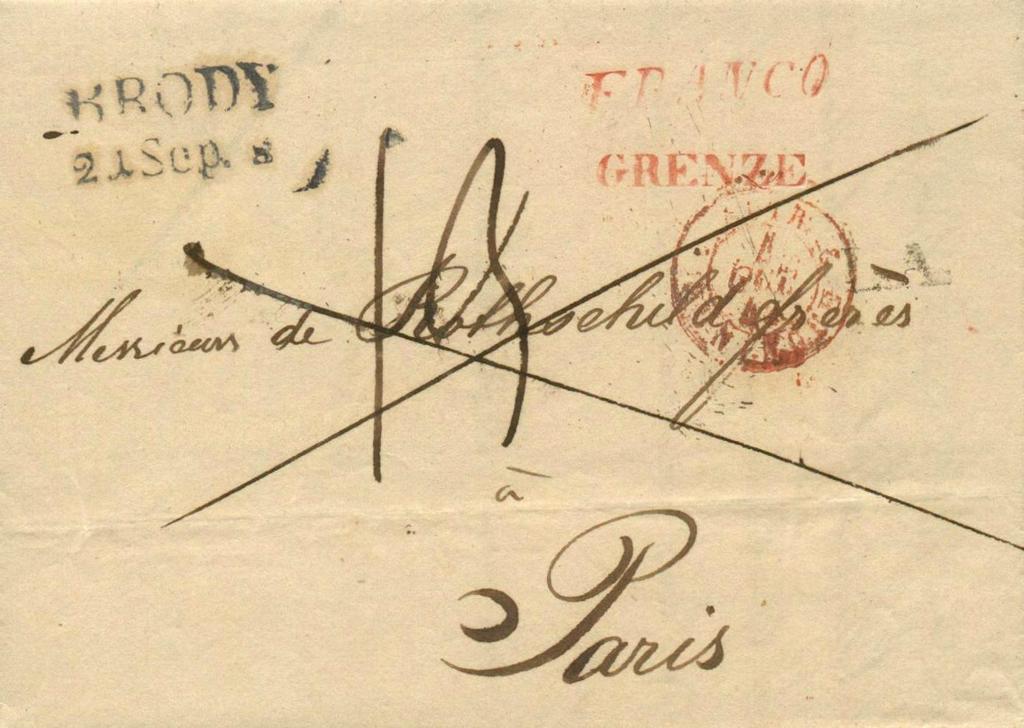 BRODY
21 Sep.
FRANCO
GRENZE
L.A.
Messieurs de Rothschild frères
à
Paris